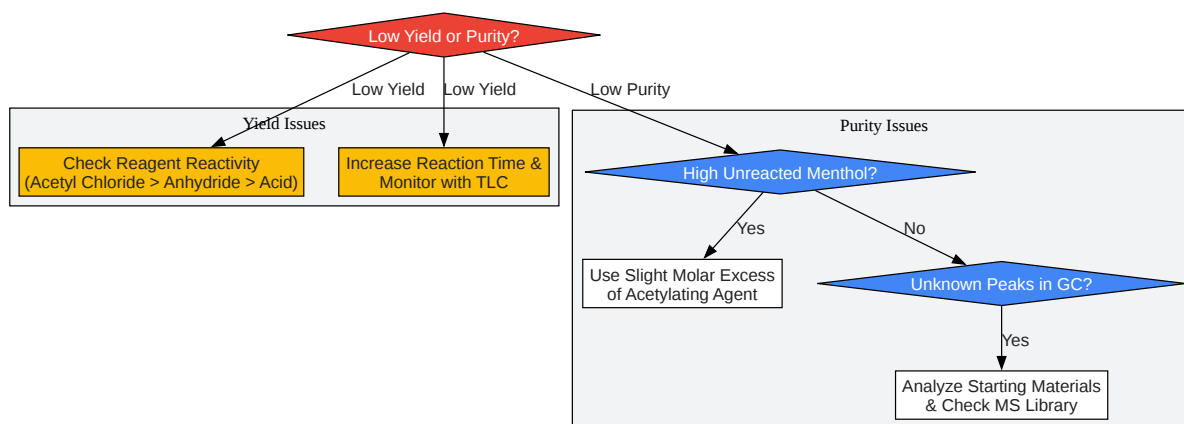 Low Yield or Purity?
Low Yield
Low Yield
Low Purity
Yield Issues
Check Reagent Reactivity
(Acetyl Chloride > Anhydride > Acid)
Increase Reaction Time &
Monitor with TLC
Purity Issues
High Unreacted Menthol?
Yes
No
Use Slight Molar Excess
of Acetylating Agent
Unknown Peaks in GC?
Yes
Analyze Starting Materials
& Check MS Library